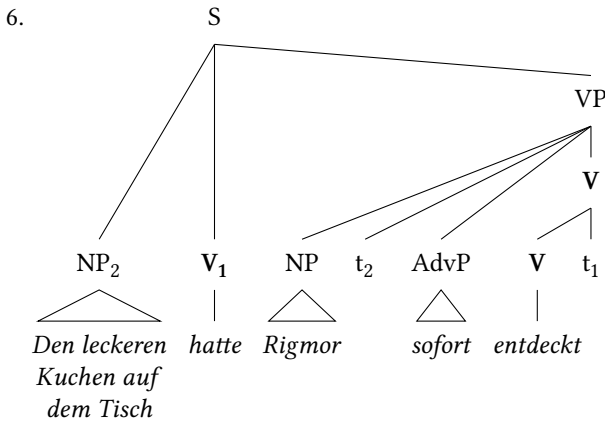 6.
S
VP
V
NP₂ V₁ NP t₂ AdvP V t₁
Den leckeren hatte Rigmor sofort entdeckt
Kuchen auf
dem Tisch